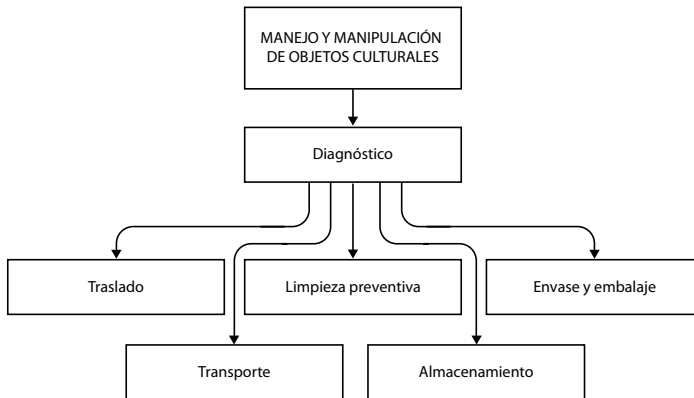 MANEJO Y MANIPULACIÓN
DE OBJETOS CULTURALES
Diagnóstico
Traslado
Limpieza preventiva
Envase y embalaje
Transporte
Almacenamiento